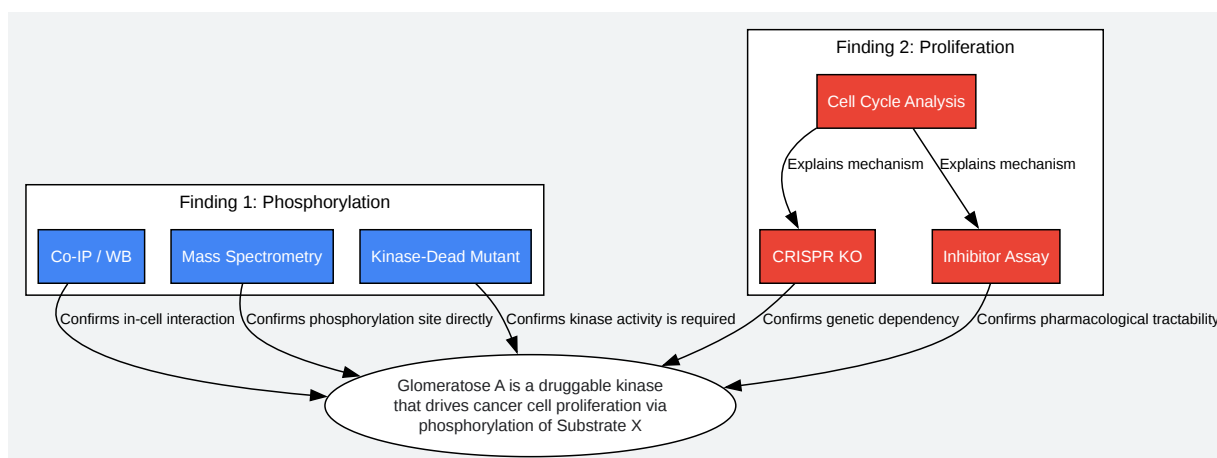 Finding 2: Proliferation
Cell Cycle Analysis
Explains mechanism
Explains mechanism
CRISPR KO
Inhibitor Assay
Finding 1: Phosphorylation
Co-IP / WB
Mass Spectrometry
Kinase-Dead Mutant
Confirms in-cell interaction
Confirms phosphorylation site directly
Confirms kinase activity is required
Confirms genetic dependency
Confirms pharmacological tractability
Glomeratose A is a druggable kinase
that drives cancer cell proliferation via
phosphorylation of Substrate X